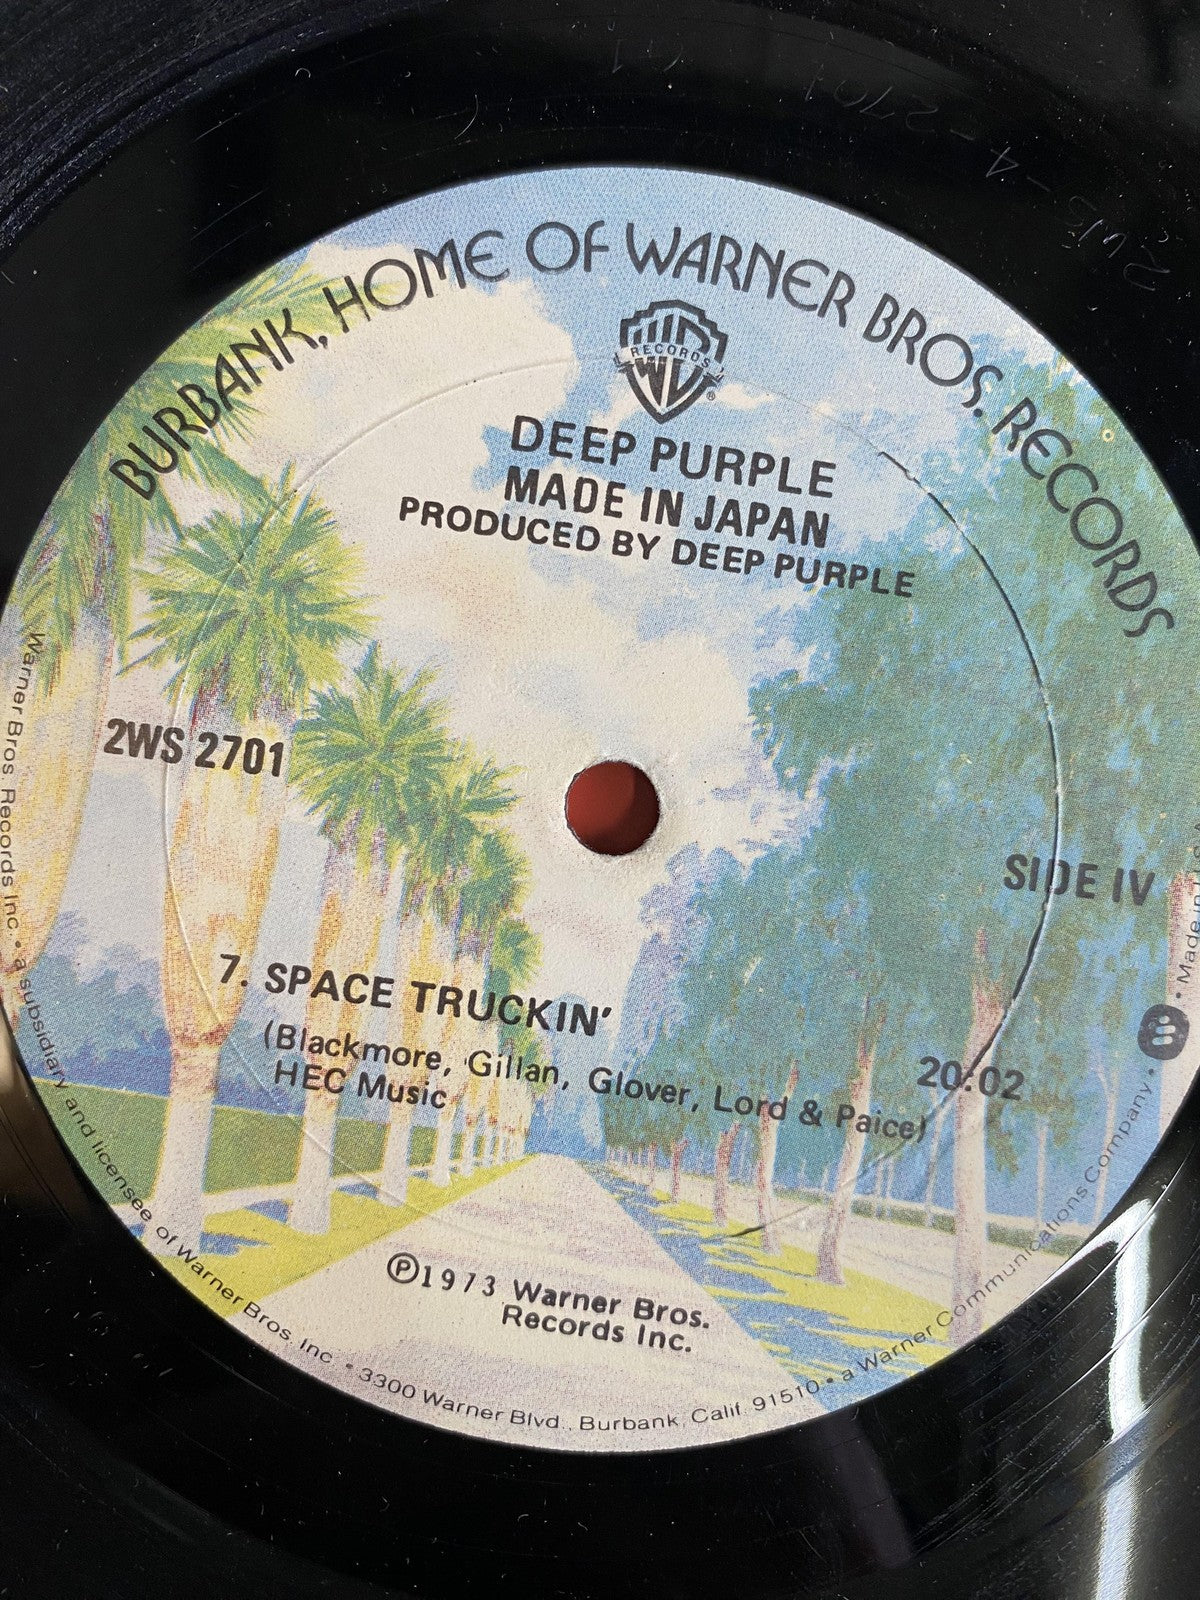 BURBANK, HOME OF WARNER BROS. RECORDS
RECORDS
®
DEEP PURPLE
MADE IN JAPAN
PRODUCED BY DEEP PURPLE
2WS 2701
SIDE IV
7. SPACE TRUCKIN' 20:02
(Blackmore, Gillan, Glover, Lord & Paice)
HEC Music
℗1973 Warner Bros.
Records Inc.
Warner Bros. Records Inc. • a subsidiary and licensee of Warner Bros. Inc. • 3300 Warner Blvd., Burbank, Calif. 91510 • a Warner Communications Company • Made in